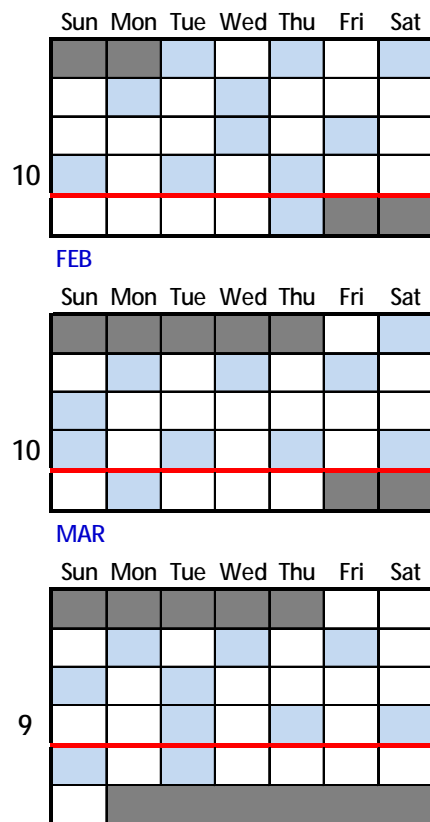 Sun Mon Tue Wed Thu Fri Sat
10
FEB
Sun Mon Tue Wed Thu Fri Sat
10
MAR
Sun Mon Tue Wed Thu Fri Sat
9